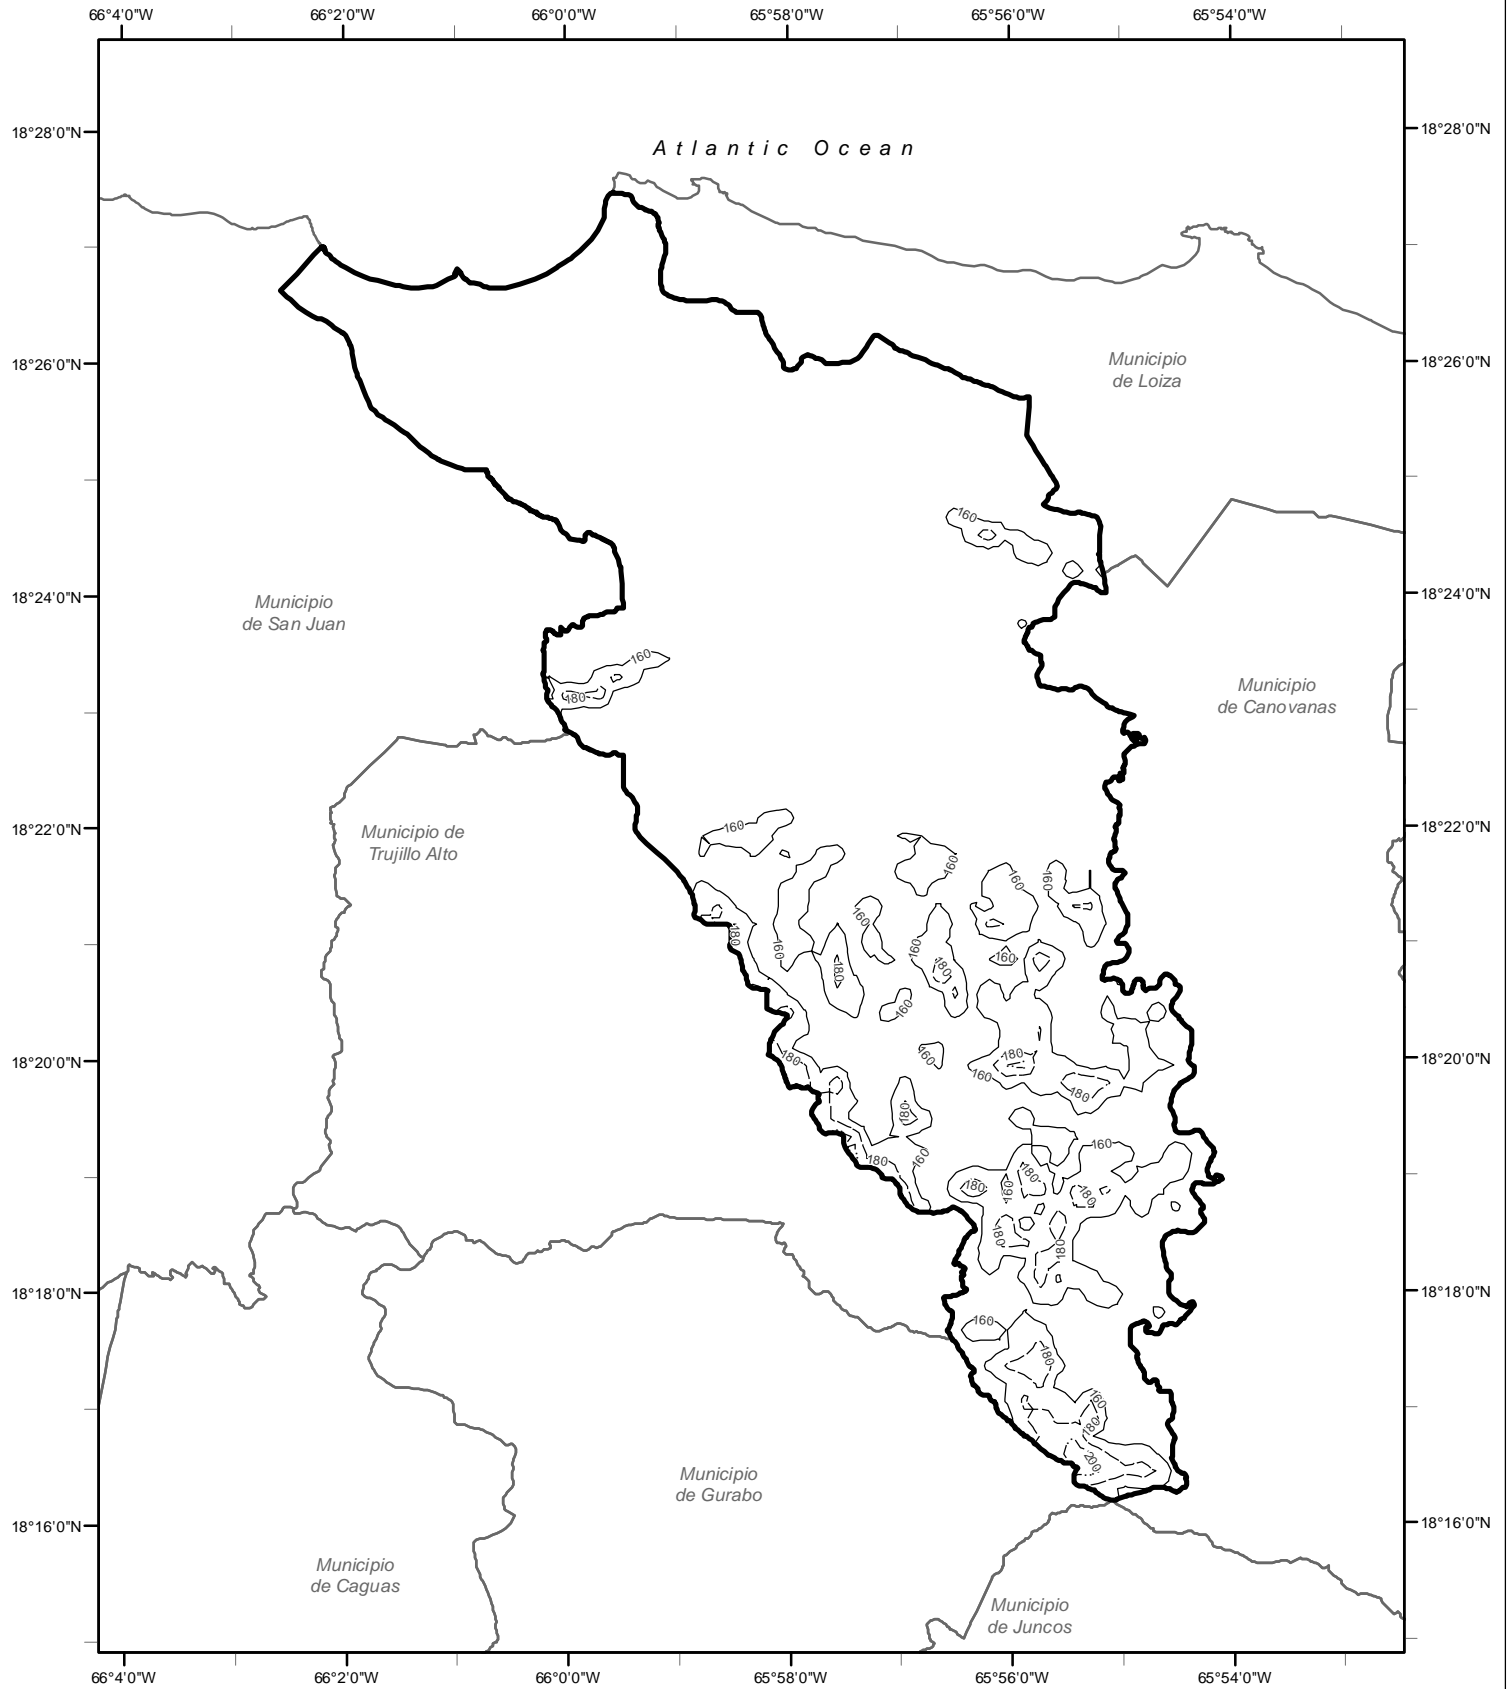 66°4'0"W 66°2'0"W 66°0'0"W 65°58'0"W 65°56'0"W 65°54'0"W
18°28'0"N 18°28'0"N
Atlantic Ocean
18°26'0"N 18°26'0"N
Municipio
de Loiza
160
18°24'0"N 18°24'0"N
Municipio
de San Juan
160
180
Municipio
de Canovanas
18°22'0"N 18°22'0"N
Municipio de
Trujillo Alto
160
160
160 160
160
180 160 160
160
180 180
160
160
18°20'0"N 18°20'0"N
180 160 180
160
180
180
160
180 160
180
180 160 180
180
180
18°18'0"N 18°18'0"N
160
180
160
180
200
Municipio
de Gurabo
18°16'0"N 18°16'0"N
Municipio
de Caguas
Municipio
de Juncos
66°4'0"W 66°2'0"W 66°0'0"W 65°58'0"W 65°56'0"W 65°54'0"W